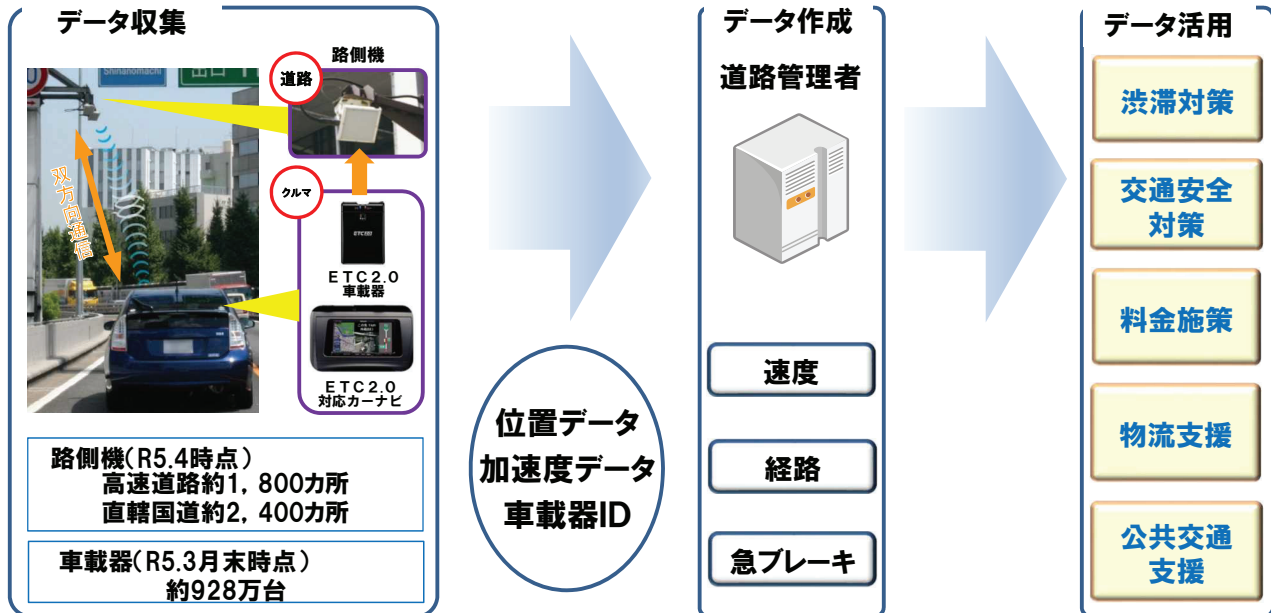 データ収集
路側機
道路
Shinanomachi
出口
双方向通信
クルマ
ETC2.0
ETC2.0
車載器
ETC2.0
対応カーナビ
路側機(R5.4時点)
高速道路約1,800カ所
直轄国道約2,400カ所
車載器(R5.3月末時点)
約928万台
位置データ
加速度データ
車載器ID
データ作成
道路管理者
速度
経路
急ブレーキ
データ活用
渋滞対策
交通安全
対策
料金施策
物流支援
公共交通
支援